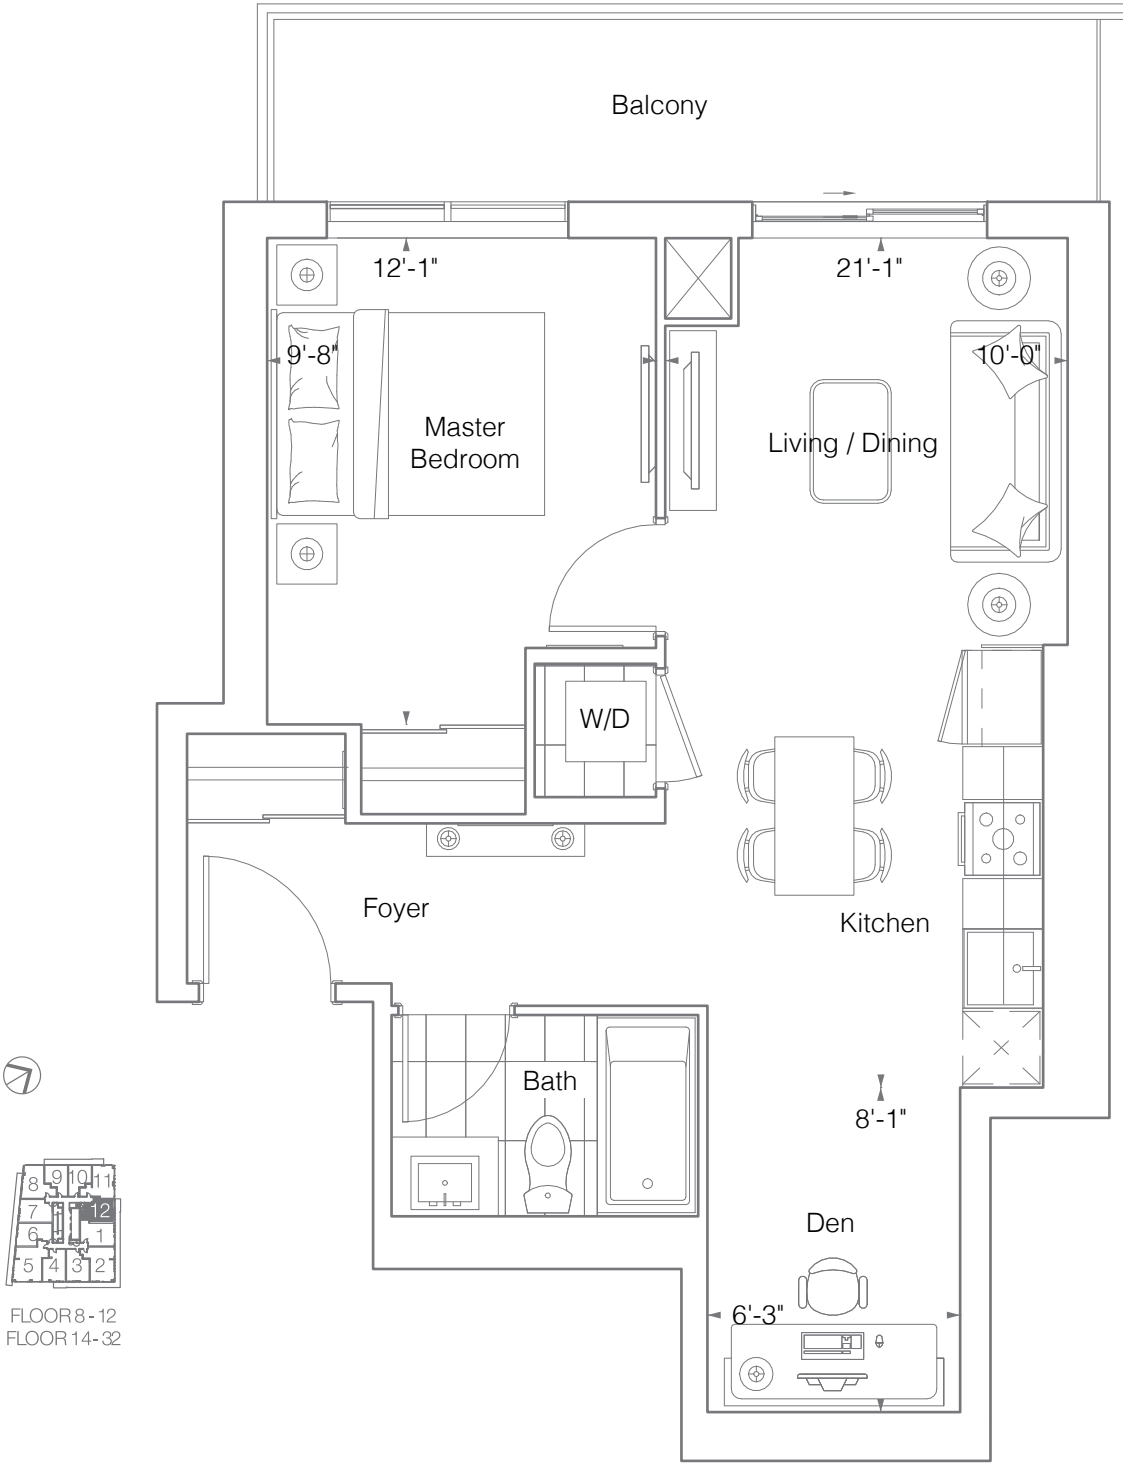 Balcony
12'-1"
21'-1"
9'-8"
10'-0"
Master
Bedroom
Living / Dining
W/D
Foyer
Kitchen
Bath
8'-1"
Den
6'-3"
8
9
10
11
7
12
6
1
5
4
3
2
FLOOR 8 - 12
FLOOR 14 - 32